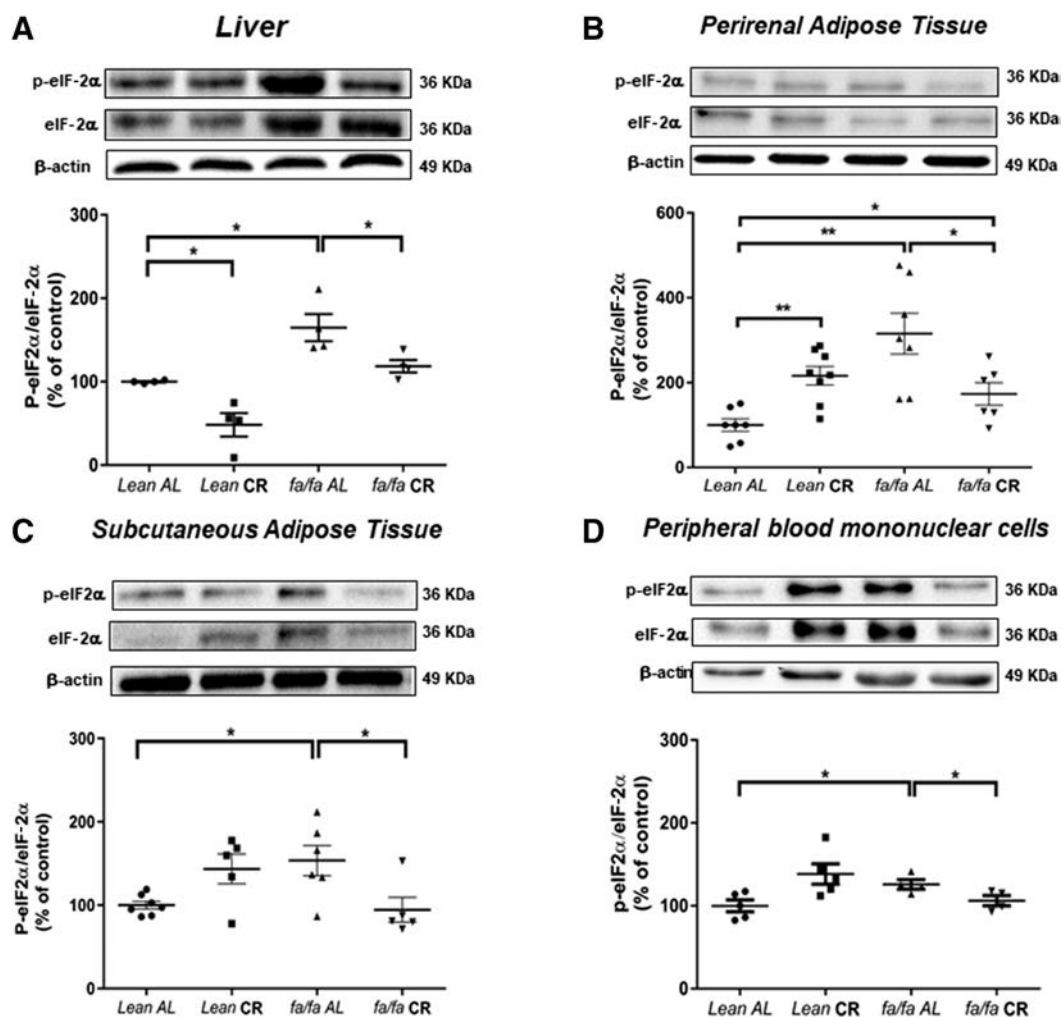 A
Liver
p-eIF-2α
36 KDa
eIF-2α
36 KDa
β-actin
49 KDa
P-eIF2α/eIF-2α
(% of control)
300
200
100
0
*
*
*
Lean AL
Lean CR
fa/fa AL
fa/fa CR
B
Perirenal Adipose Tissue
p-eIF-2α
36 KDa
eIF-2α
36 KDa
β-actin
49 KDa
P-eIF2α/eIF-2α
(% of control)
600
400
200
0
*
**
*
**
Lean AL
Lean CR
fa/fa AL
fa/fa CR
C
Subcutaneous Adipose Tissue
p-eIF2α
36 KDa
eIF-2α
36 KDa
β-actin
49 KDa
P-eIF2α/eIF-2α
(% of control)
300
200
100
0
*
*
Lean AL
Lean CR
fa/fa AL
fa/fa CR
D
Peripheral blood mononuclear cells
p-eIF2α
36 KDa
eIF-2α
36 KDa
β-actin
49 KDa
p-eIF2α/eIF-2α
(% of control)
300
200
100
0
*
*
Lean AL
Lean CR
fa/fa AL
fa/fa CR